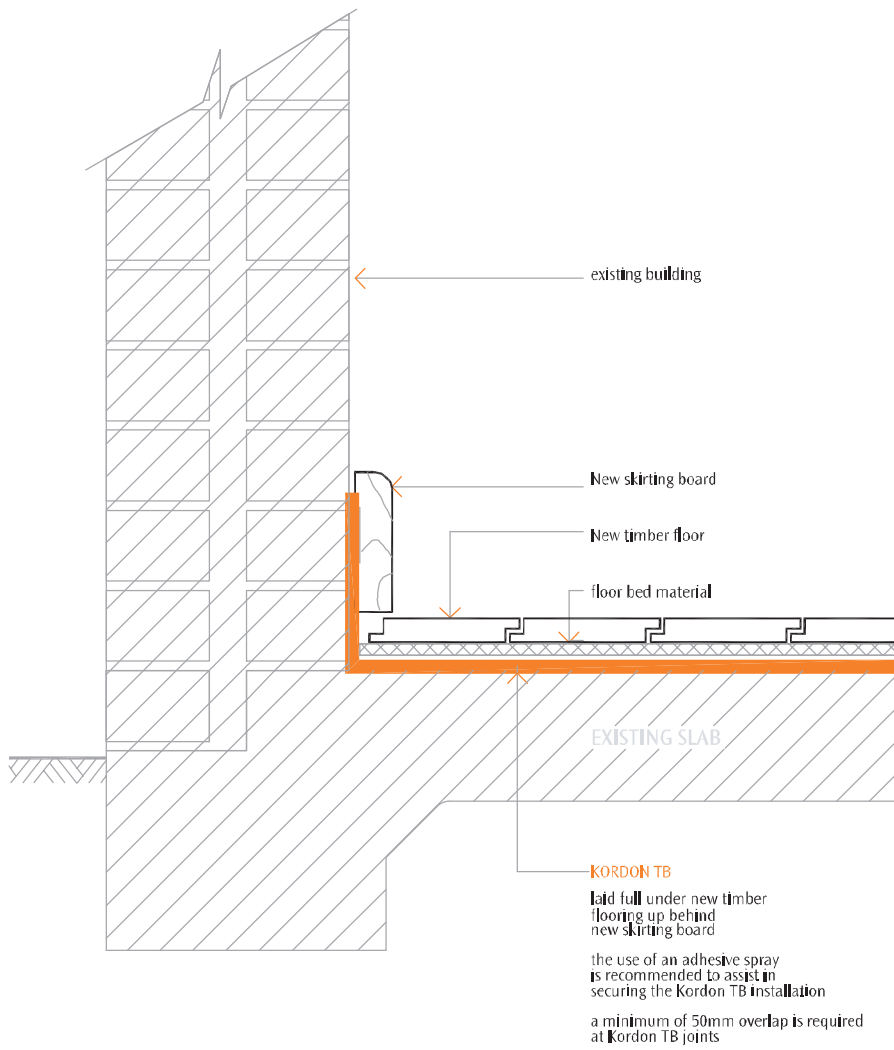 existing building
New skirting board
New timber floor
floor bed material
EXISTING SLAB
KORDON TB
laid full under new timber
flooring up behind
new skirting board
the use of an adhesive spray
is recommended to assist in
securing the Kordon TB installation
a minimum of 50mm overlap is required
at Kordon TB joints